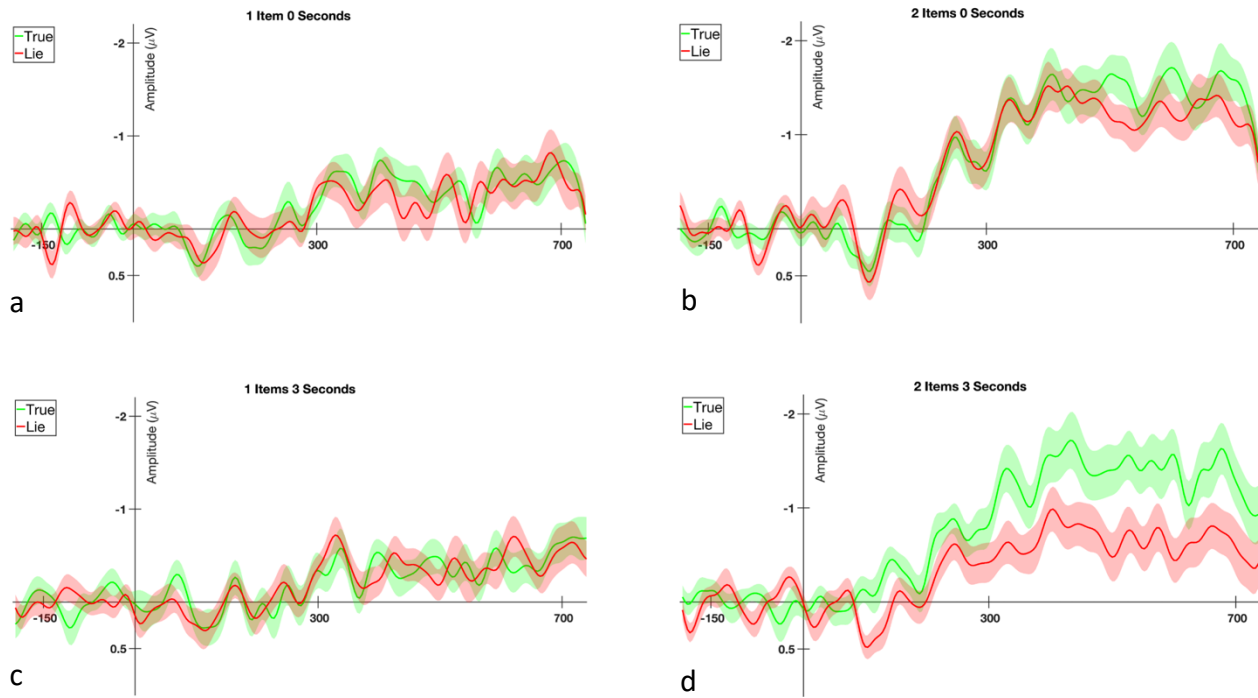 1 Item 0 Seconds
True
Lie
Amplitude (μV)
-2
-1
0.5
-150
300
700
a
2 Items 0 Seconds
True
Lie
Amplitude (μV)
-2
-1
0.5
-150
300
700
b
1 Items 3 Seconds
True
Lie
Amplitude (μV)
-2
-1
0.5
-150
300
700
c
2 Items 3 Seconds
True
Lie
Amplitude (μV)
-2
-1
0.5
-150
300
700
d